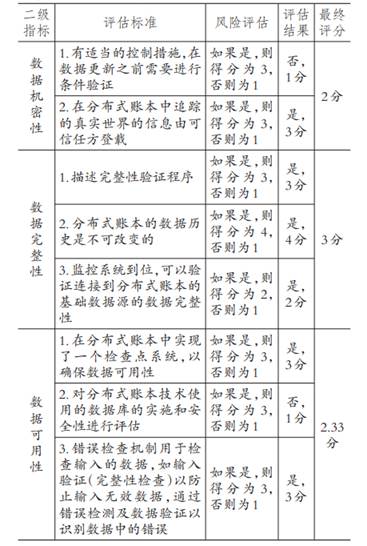 二级指标 评估标准 风险评估 评估结果 最终评分
数据机密性
1.有适当的控制措施,在
数据更新之前需要进行
条件验证
如果是,则
得分为3,
否则为1
否,
1分
2.在分布式账本中追踪
的真实世界的信息由可
信任方登载
如果是,则
得分为3,
否则为1
是,
3分
2分
数据完整性
1.描述完整性验证程序
如果是,则
得分为3,
否则为1
是,
3分
2.分布式账本的数据历
史是不可改变的
如果是,则
得分为4,
否则为1
是,
4分
3.监控系统到位,可以验
证连接到分布式账本的
基础数据源的数据完整
性
如果是,则
得分为2,
否则为1
是,
2分
3分
数据可用性
1.在分布式账本中实现
了一个检查点系统,以
确保数据可用性
如果是,则
得分为3,
否则为1
是,
3分
2.对分布式账本技术使
用的数据库的实施和安
全性进行评估
如果是,则
得分为3,
否则为1
否,
1分
3.错误检查机制用于检
查输入的数据,如输入
验证(完整性检查)以防
止输入无效数据,通过
错误检测及数据验证以
识别数据中的错误
如果是,则
得分为3,
否则为1
是,
3分
2.33
分